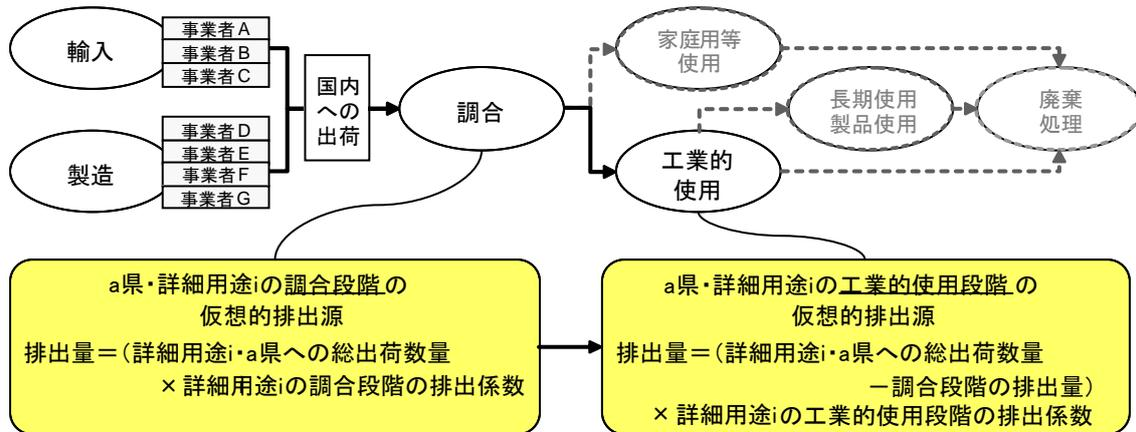 輸入
事業者A
事業者B
事業者C
製造
事業者D
事業者E
事業者F
事業者G
国内
への
出荷
調合
家庭用等
使用
工業的
使用
長期使用
製品使用
廃棄
処理
a県・詳細用途iの調合段階の
仮想的排出源
排出量＝（詳細用途i・a県への総出荷数量
×詳細用途iの調合段階の排出係数
a県・詳細用途iの工業的使用段階の
仮想的排出源
排出量＝（詳細用途i・a県への総出荷数量
－調合段階の排出量）
×詳細用途iの工業的使用段階の排出係数